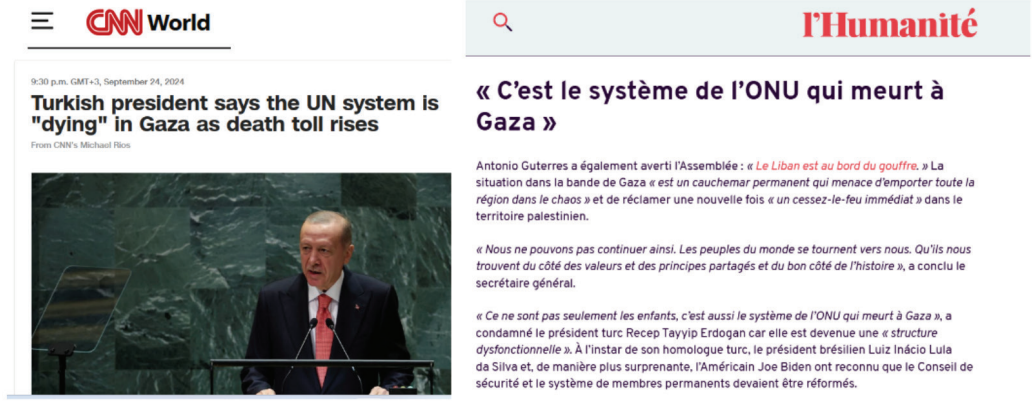 CNN World
9:30 p.m. GMT+3, September 24, 2024
Turkish president says the UN system is
"dying" in Gaza as death toll rises
From CNN's Michael Rios
l'Humanité
« C'est le système de l'ONU qui meurt à
Gaza »
Antonio Guterres a également averti l'Assemblée : « Le Liban est au bord du gouffre. » La
situation dans la bande de Gaza « est un cauchemar permanent qui menace d'emporter toute la
région dans le chaos » et de réclamer une nouvelle fois « un cessez-le-feu immédiat » dans le
territoire palestinien.
« Nous ne pouvons pas continuer ainsi. Les peuples du monde se tournent vers nous. Qu'ils nous
trouvent du côté des valeurs et des principes partagés et du bon côté de l'histoire », a conclu le
secrétaire général.
« Ce ne sont pas seulement les enfants, c'est aussi le système de l'ONU qui meurt à Gaza », a
condamné le président turc Recep Tayyip Erdogan car elle est devenue une « structure
dysfonctionnelle ». À l'instar de son homologue turc, le président brésilien Luiz Inácio Lula
da Silva et, de manière plus surprenante, l'Américain Joe Biden ont reconnu que le Conseil de
sécurité et le système de membres permanents devaient être réformés.